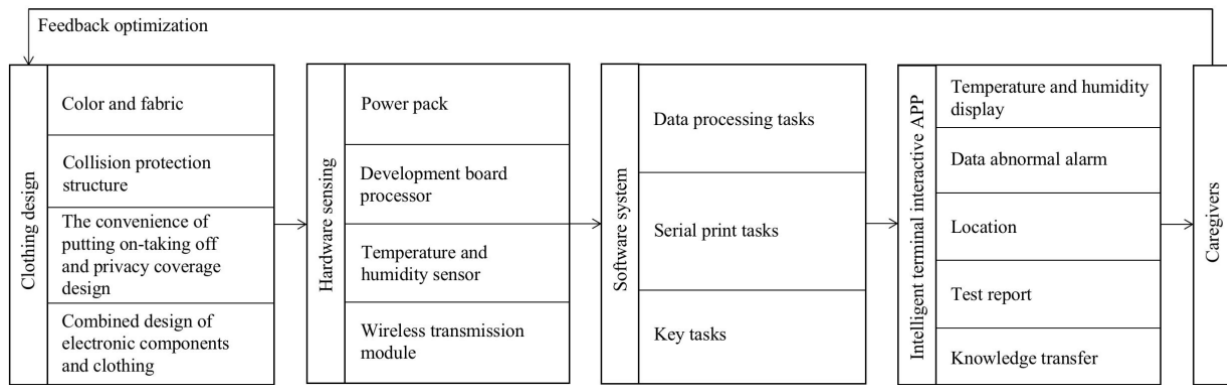 Feedback optimization
Clothing design
Color and fabric
Collision protection
structure
The convenience of
putting on-taking off
and privacy coverage
design
Combined design of
electronic components
and clothing
Hardware sensing
Power pack
Development board
processor
Temperature and
humidity sensor
Wireless transmission
module
Software system
Data processing tasks
Serial print tasks
Key tasks
Intelligent terminal interactive APP
Temperature and humidity
display
Data abnormal alarm
Location
Test report
Knowledge transfer
Caregivers